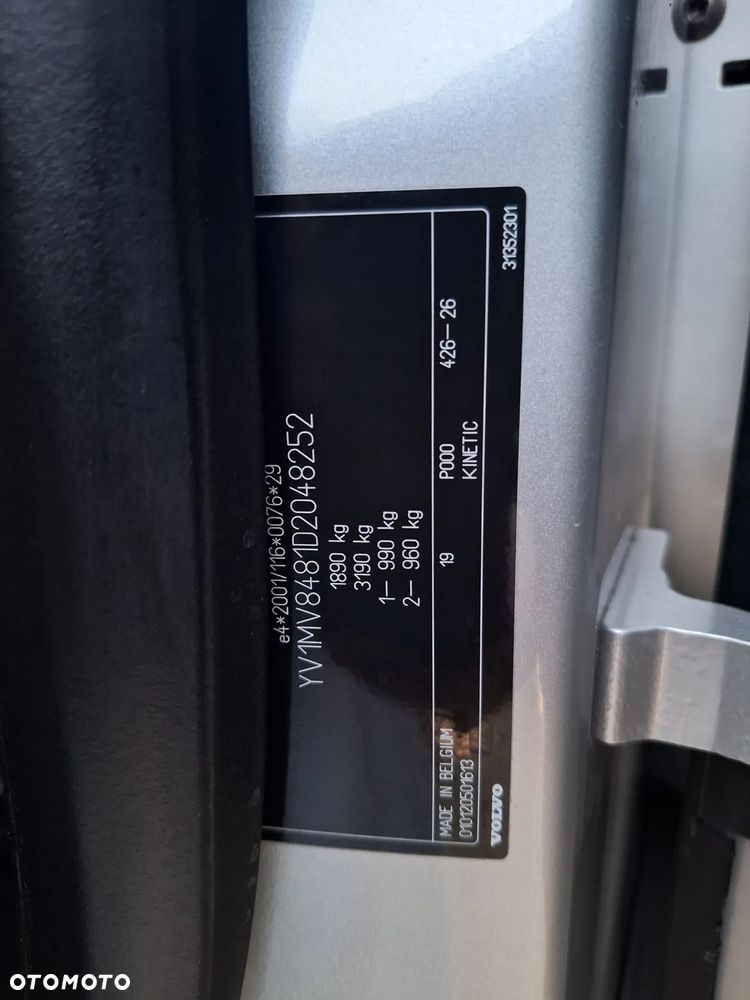 e4*2001/116*0076*29
YV1MV8481D2048252
1890 kg
3190 kg
1– 990 kg
2– 960 kg
MADE IN BELGIUM 19 P000 426–26
010120501613 KINETIC
VOLVO 31352301
OTOMOTO